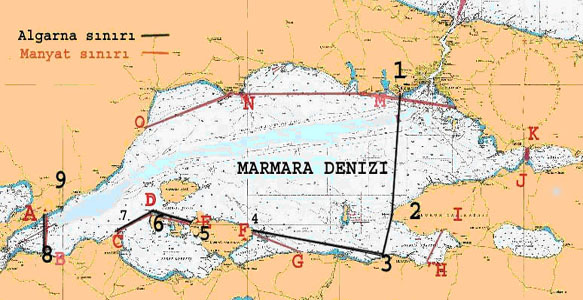 Algarna sınırı
Manyat sınırı
1
O
N
M
K
MARMARA DENIZI
J
9
D
A
7
6
E
4
2
I
8
B
C
5
F
G
3
H